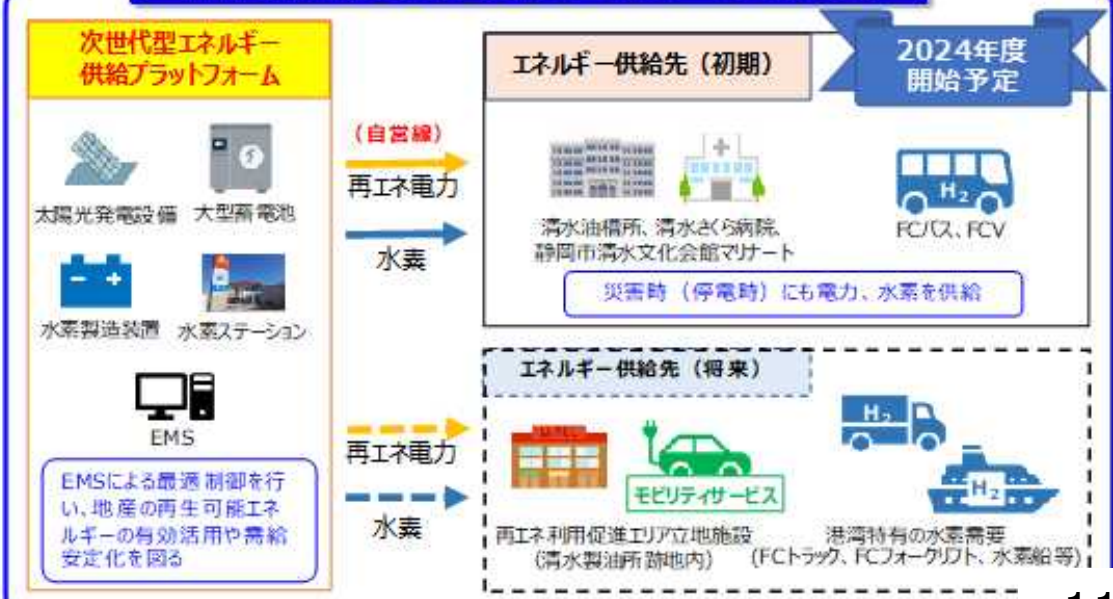 次世代型エネルギー
供給プラットフォーム
太陽光発電設備
大型蓄電池
水素製造装置
水素ステーション
EMS
EMSによる最適制御を行
い、地産の再生可能エネ
ルギーの有効活用や需給
安定化を図る
(自営線)
再エネ電力
水素
再エネ電力
水素
エネルギー供給先(初期)
2024年度
開始予定
清水油槽所、清水さくら病院、
静岡市清水文化会館マリナート
H2
FCバス、FCV
災害時(停電時)にも電力、水素を供給
エネルギー供給先(将来)
モビリティサービス
再エネ利用促進エリア立地施設
(清水製油所跡地内)
H2
H2
港湾特有の水素需要
(FCトラック、FCフォークリフト、水素船等)